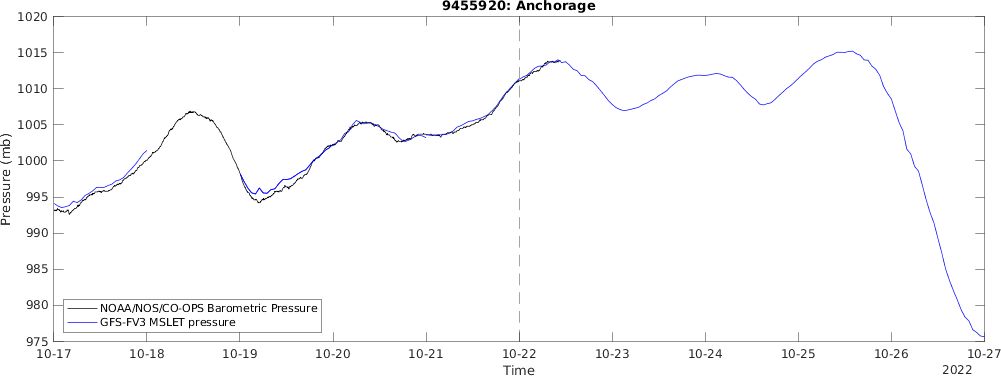 9455920: Anchorage
1020
1015
1010
1005
1000
995
990
985
980
975
Pressure (mb)
NOAA/NOS/CO-OPS Barometric Pressure
GFS-FV3 MSLET pressure
10-17 10-18 10-19 10-20 10-21 10-22 10-23 10-24 10-25 10-26 10-27
Time
2022